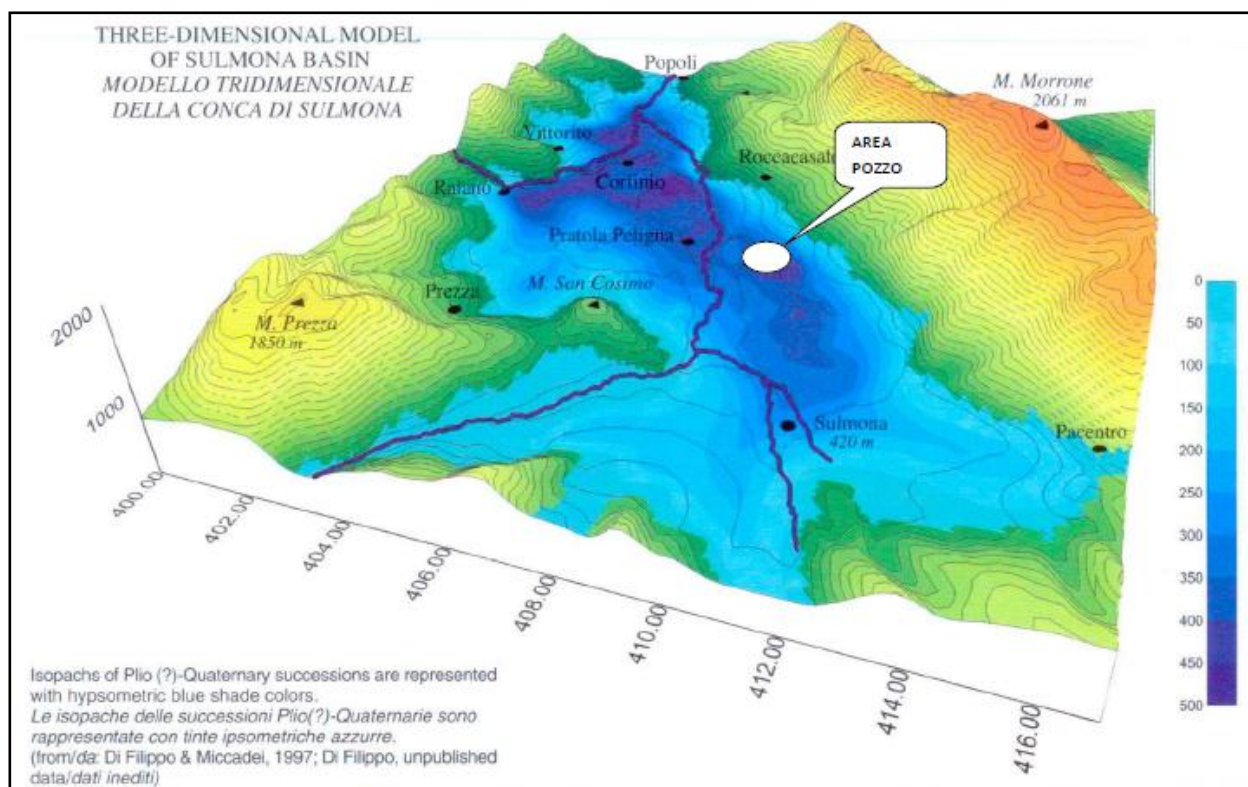 THREE-DIMENSIONAL MODEL
OF SULMONA BASIN
MODELLO TRIDIMENSIONALE
DELLA CONCA DI SULMONA
Popoli
M. Morrone
2061 m
Vittorito
AREA
POZZO
Roccacasale
Raiano
Corfinio
Pratola Peligna
Prezza
M. San Cosimo
M. Prezza
1850 m
2000
1000
Sulmona
420 m
Pacentro
0
50
100
150
200
250
300
350
400
450
500
400.00
402.00
404.00
406.00
408.00
410.00
412.00
414.00
416.00
Isopachs of Plio (?)-Quaternary successions are represented
with hypsometric blue shade colors.
Le isopache delle successioni Plio(?)-Quaternarie sono
rappresentate con tinte ipsometriche azzurre.
(from/da: Di Filippo & Miccadei, 1997; Di Filippo, unpublished
data/dati inediti)